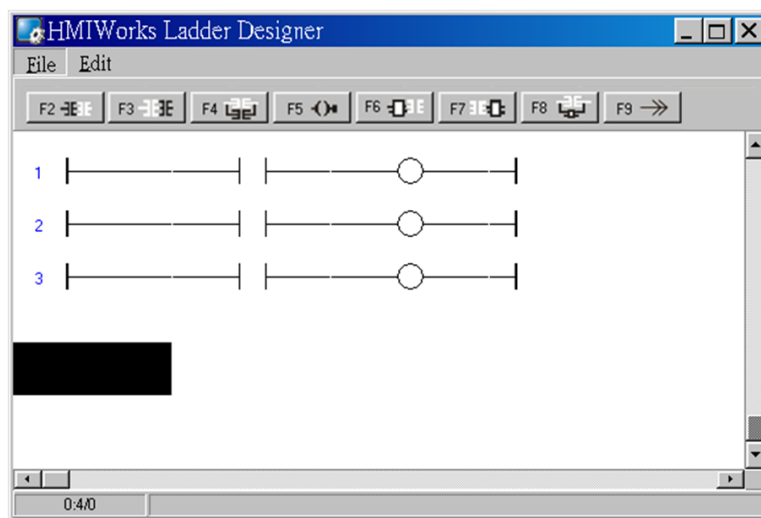 HMIWorks Ladder Designer
File Edit
F2 F3 F4 F5 F6 F7 F8 F9
1
2
3
0:4/0